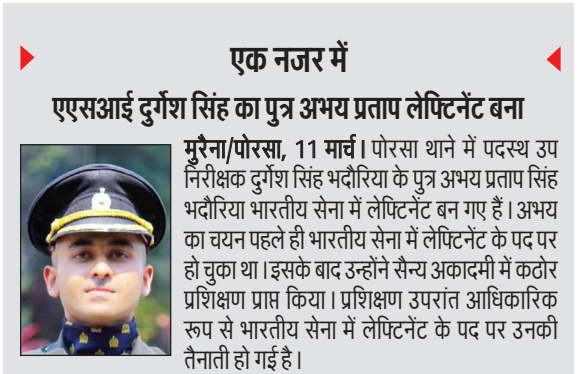 एक नजर में
एएसआई दुर्गेश सिंह का पुत्र अभय प्रताप लेफ्टिनेंट बना
मुरैना/पोरसा, 11 मार्च। पोरसा थाने में पदस्थ उप
निरीक्षक दुर्गेश सिंह भदौरिया के पुत्र अभय प्रताप सिंह
भदौरिया भारतीय सेना में लेफ्टिनेंट बन गए हैं। अभय
का चयन पहले ही भारतीय सेना में लेफ्टिनेंट के पद पर
हो चुका था। इसके बाद उन्होंने सैन्य अकादमी में कठोर
प्रशिक्षण प्राप्त किया। प्रशिक्षण उपरांत आधिकारिक
रूप से भारतीय सेना में लेफ्टिनेंट के पद पर उनकी
तैनाती हो गई है।